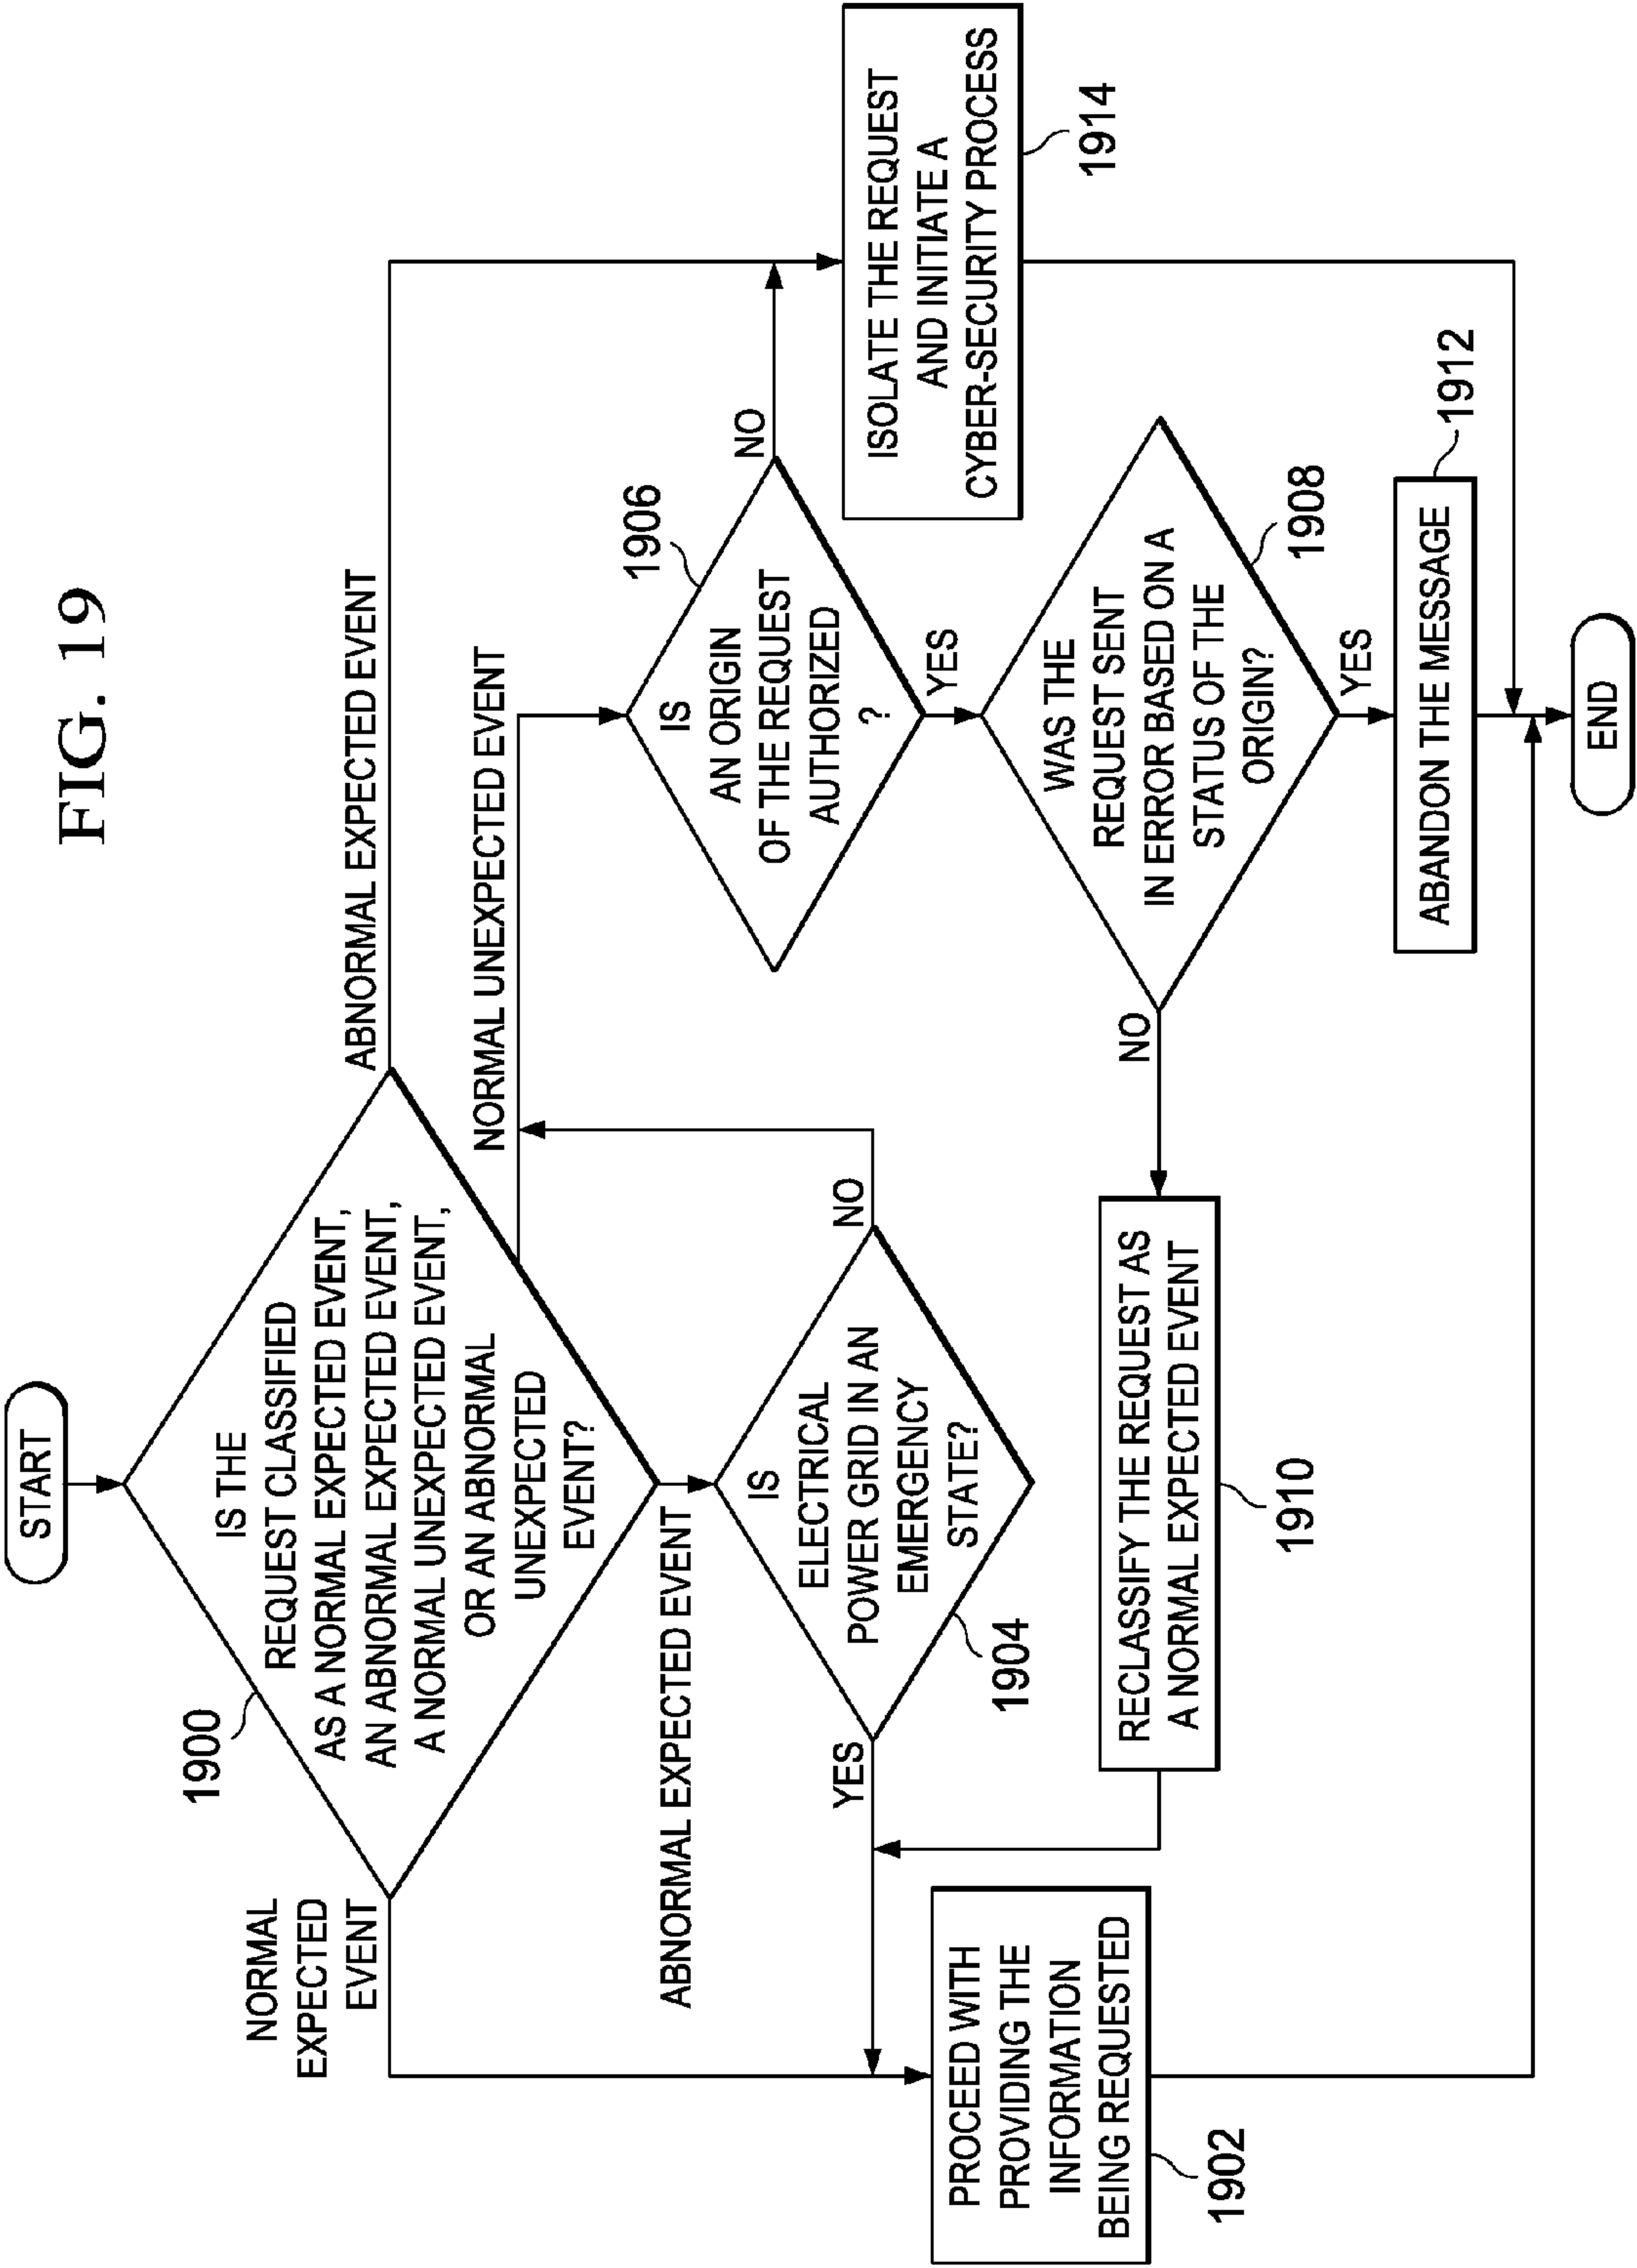 FIG. 19
START
1900
IS THE
REQUEST CLASSIFIED
AS A NORMAL EXPECTED EVENT,
AN ABNORMAL EXPECTED EVENT,
A NORMAL UNEXPECTED EVENT,
OR AN ABNORMAL
UNEXPECTED
EVENT?
NORMAL
EXPECTED
EVENT
ABNORMAL EXPECTED EVENT
NORMAL UNEXPECTED EVENT
ABNORMAL EXPECTED EVENT
IS
ELECTRICAL
POWER GRID IN AN
EMERGENCY
STATE?
1904
YES
NO
1906
IS
AN ORIGIN
OF THE REQUEST
AUTHORIZED
?
NO
YES
PROCEED WITH
PROVIDING THE
INFORMATION
BEING REQUESTED
1902
RECLASSIFY THE REQUEST AS
A NORMAL EXPECTED EVENT
1910
NO
WAS THE
REQUEST SENT
IN ERROR BASED ON A
STATUS OF THE
ORIGIN?
1908
YES
ISOLATE THE REQUEST
AND INITIATE A
CYBER-SECURITY PROCESS
1914
ABANDON THE MESSAGE
1912
END